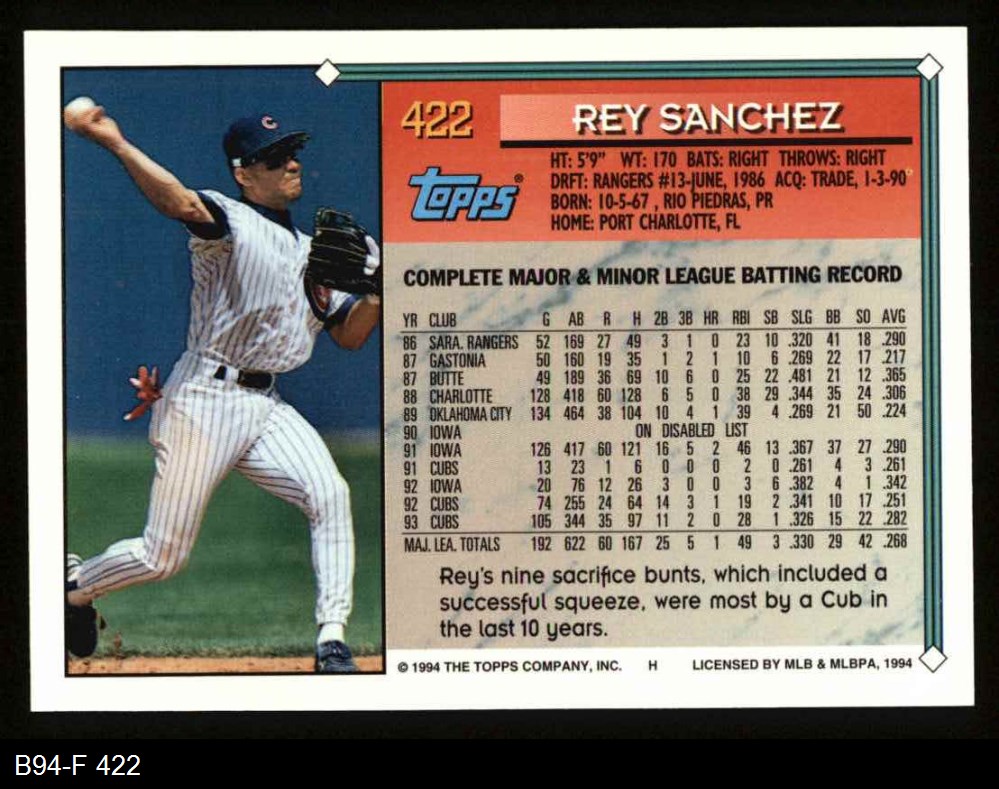 422
REY SANCHEZ
Topps®
HT: 5'9" WT: 170 BATS: RIGHT THROWS: RIGHT
DRFT: RANGERS #13-JUNE, 1986 ACQ: TRADE, 1-3-90
BORN: 10-5-67 , RIO PIEDRAS, PR
HOME: PORT CHARLOTTE, FL
COMPLETE MAJOR & MINOR LEAGUE BATTING RECORD
YR CLUB G AB R H 2B 3B HR RBI SB SLG BB SO AVG
86 SARA. RANGERS 52 169 27 49 3 1 0 23 10 .320 41 18 .290
87 GASTONIA 50 160 19 35 1 2 1 10 6 .269 22 17 .217
87 BUTTE 49 189 36 69 10 6 0 25 22 .481 21 12 .365
88 CHARLOTTE 128 418 60 128 6 5 0 38 29 .344 35 24 .306
89 OKLAHOMA CITY 134 464 38 104 10 4 1 39 4 .269 21 50 .224
90 IOWA ON DISABLED LIST
91 IOWA 126 417 60 121 16 5 2 46 13 .367 37 27 .290
91 CUBS 13 23 1 6 0 0 0 2 0 .261 4 3 .261
92 IOWA 20 76 12 26 3 0 0 3 6 .382 4 1 .342
92 CUBS 74 255 24 64 14 3 1 19 2 .341 10 17 .251
93 CUBS 105 344 35 97 11 2 0 28 1 .326 15 22 .282
MAJ. LEA. TOTALS 192 622 60 167 25 5 1 49 3 .330 29 42 .268
Rey's nine sacrifice bunts, which included a
successful squeeze, were most by a Cub in
the last 10 years.
© 1994 THE TOPPS COMPANY, INC. H LICENSED BY MLB & MLBPA, 1994
C
B94-F 422